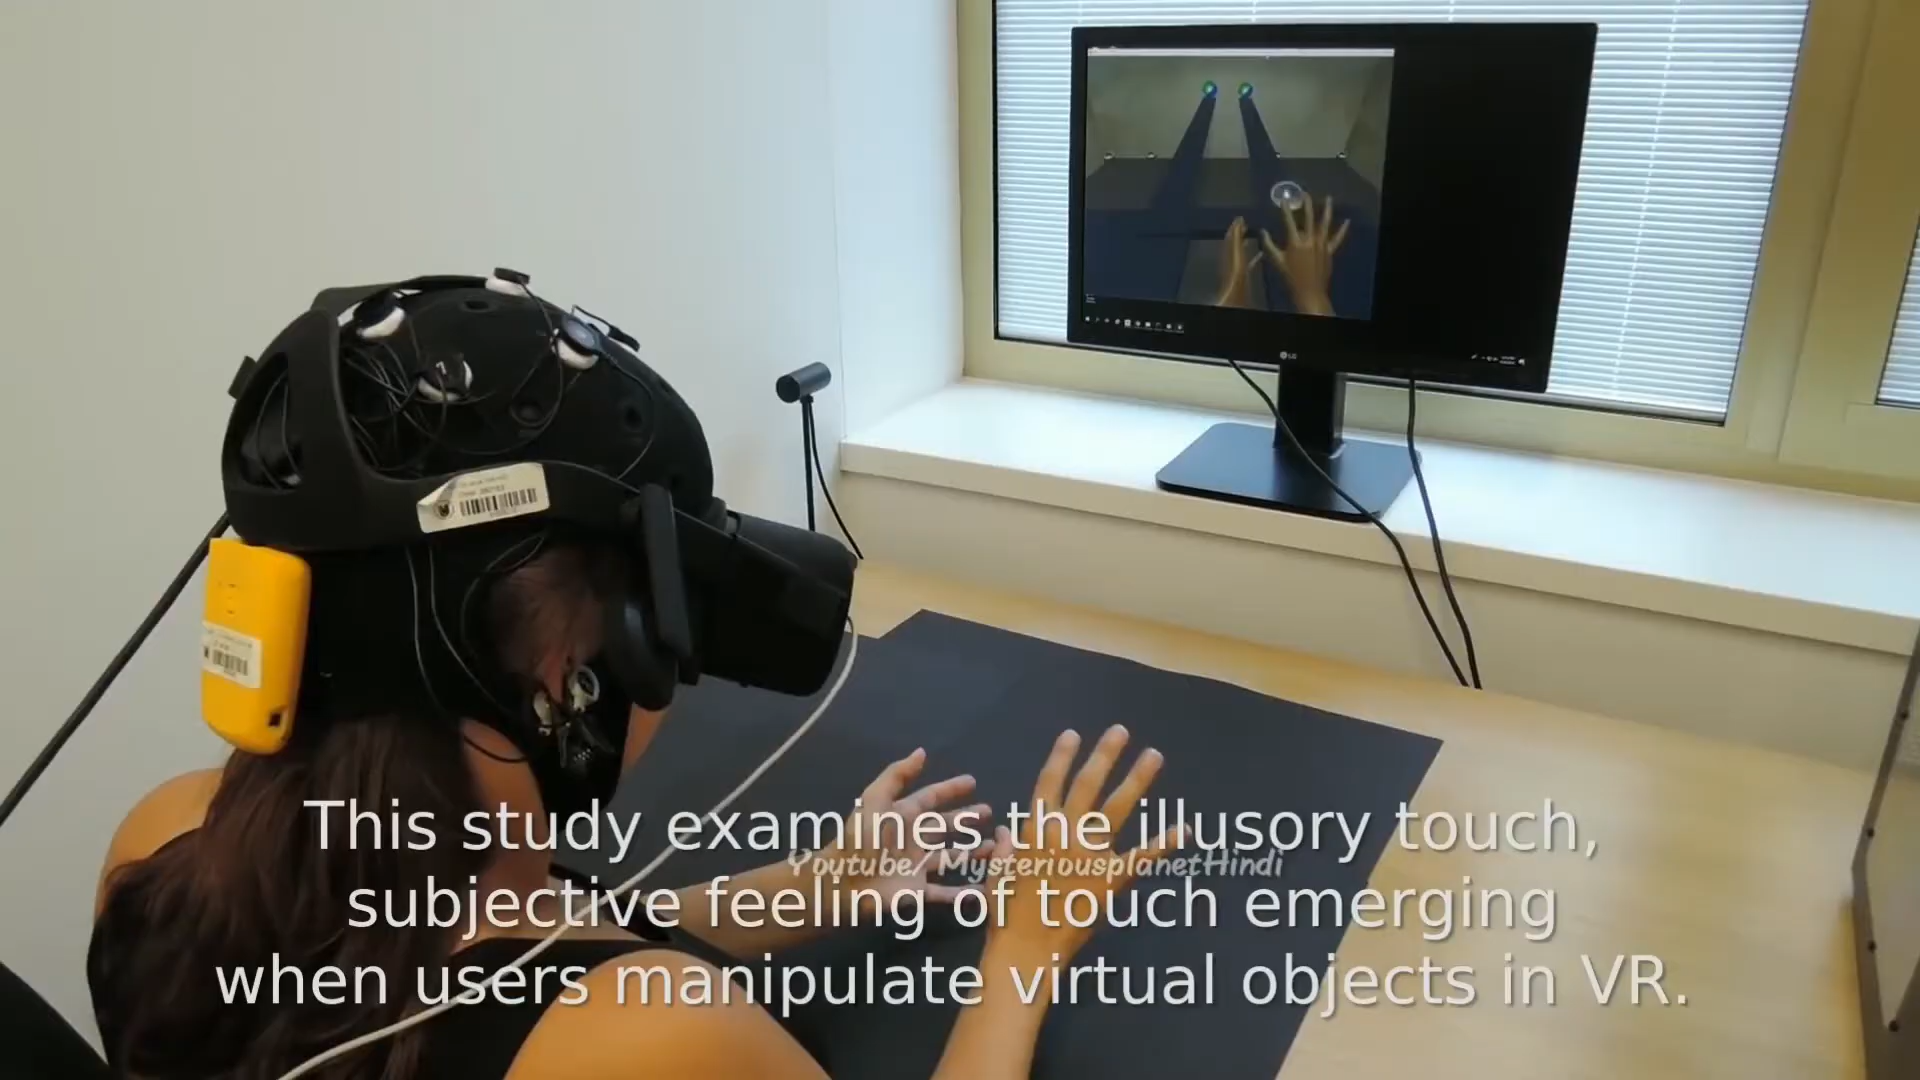 LG
This study examines the illusory touch,
Youtube/MysteriousplanetHindi
subjective feeling of touch emerging
when users manipulate virtual objects in VR.